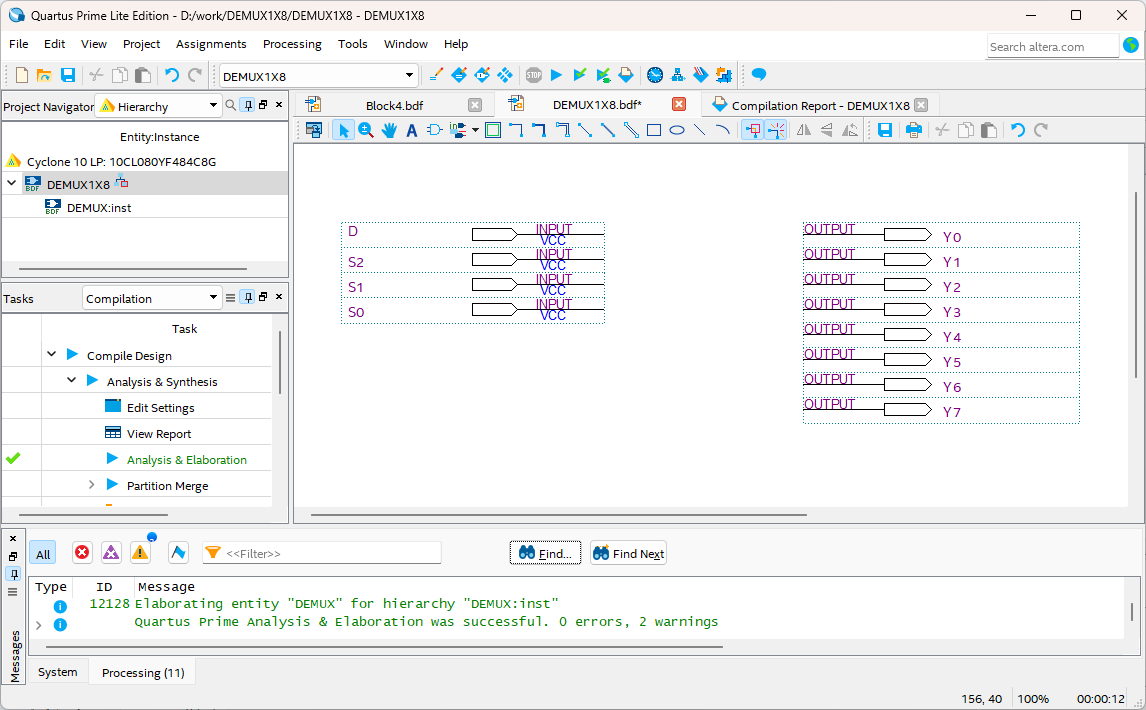 Quartus Prime Lite Edition - D:/work/DEMUX1X8/DEMUX1X8 - DEMUX1X8
File Edit View Project Assignments Processing Tools Window Help
Search altera.com
DEMUX1X8
STOP
Project Navigator Hierarchy
Entity:Instance
Cyclone 10 LP: 10CL080YF484C8G
BDF DEMUX1X8
BDF DEMUX:inst
Tasks Compilation
Task
Compile Design
Analysis & Synthesis
Edit Settings
View Report
Analysis & Elaboration
Partition Merge
Block4.bdf DEMUX1X8.bdf* Compilation Report - DEMUX1X8
A
D INPUT VCC
S2 INPUT VCC
S1 INPUT VCC
S0 INPUT VCC
OUTPUT Y0
OUTPUT Y1
OUTPUT Y2
OUTPUT Y3
OUTPUT Y4
OUTPUT Y5
OUTPUT Y6
OUTPUT Y7
All <<Filter>> Find... Find Next
Type ID Message
12128 Elaborating entity "DEMUX" for hierarchy "DEMUX:inst"
Quartus Prime Analysis & Elaboration was successful. 0 errors, 2 warnings
Messages
System Processing (11)
156, 40 100% 00:00:12